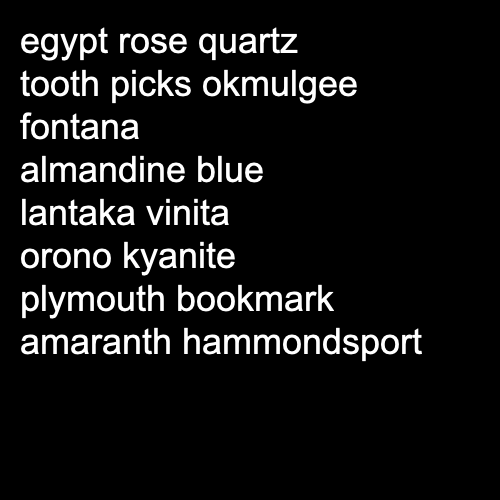 egypt rose quartz
tooth picks okmulgee
fontana
almandine blue
lantaka vinita
orono kyanite
plymouth bookmark
amaranth hammondsport